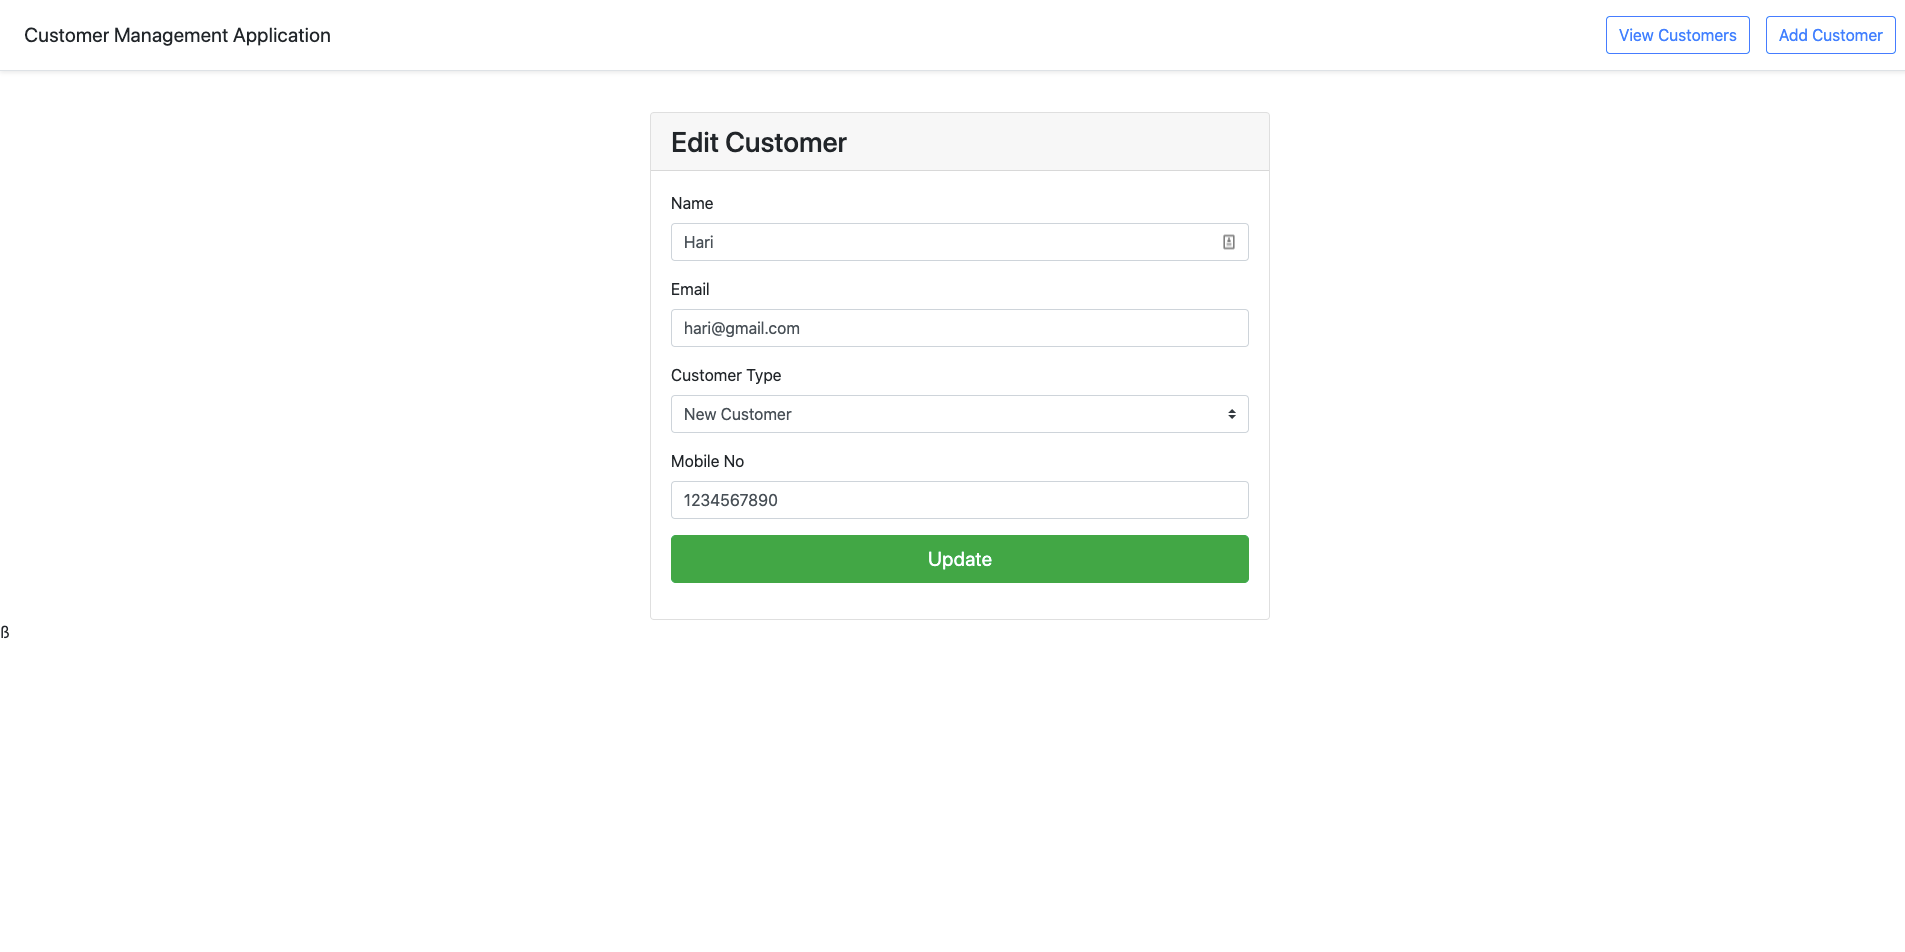 Customer Management Application
View Customers
Add Customer
Edit Customer
Name
Hari
Email
hari@gmail.com
Customer Type
New Customer
Mobile No
1234567890
Update
ß